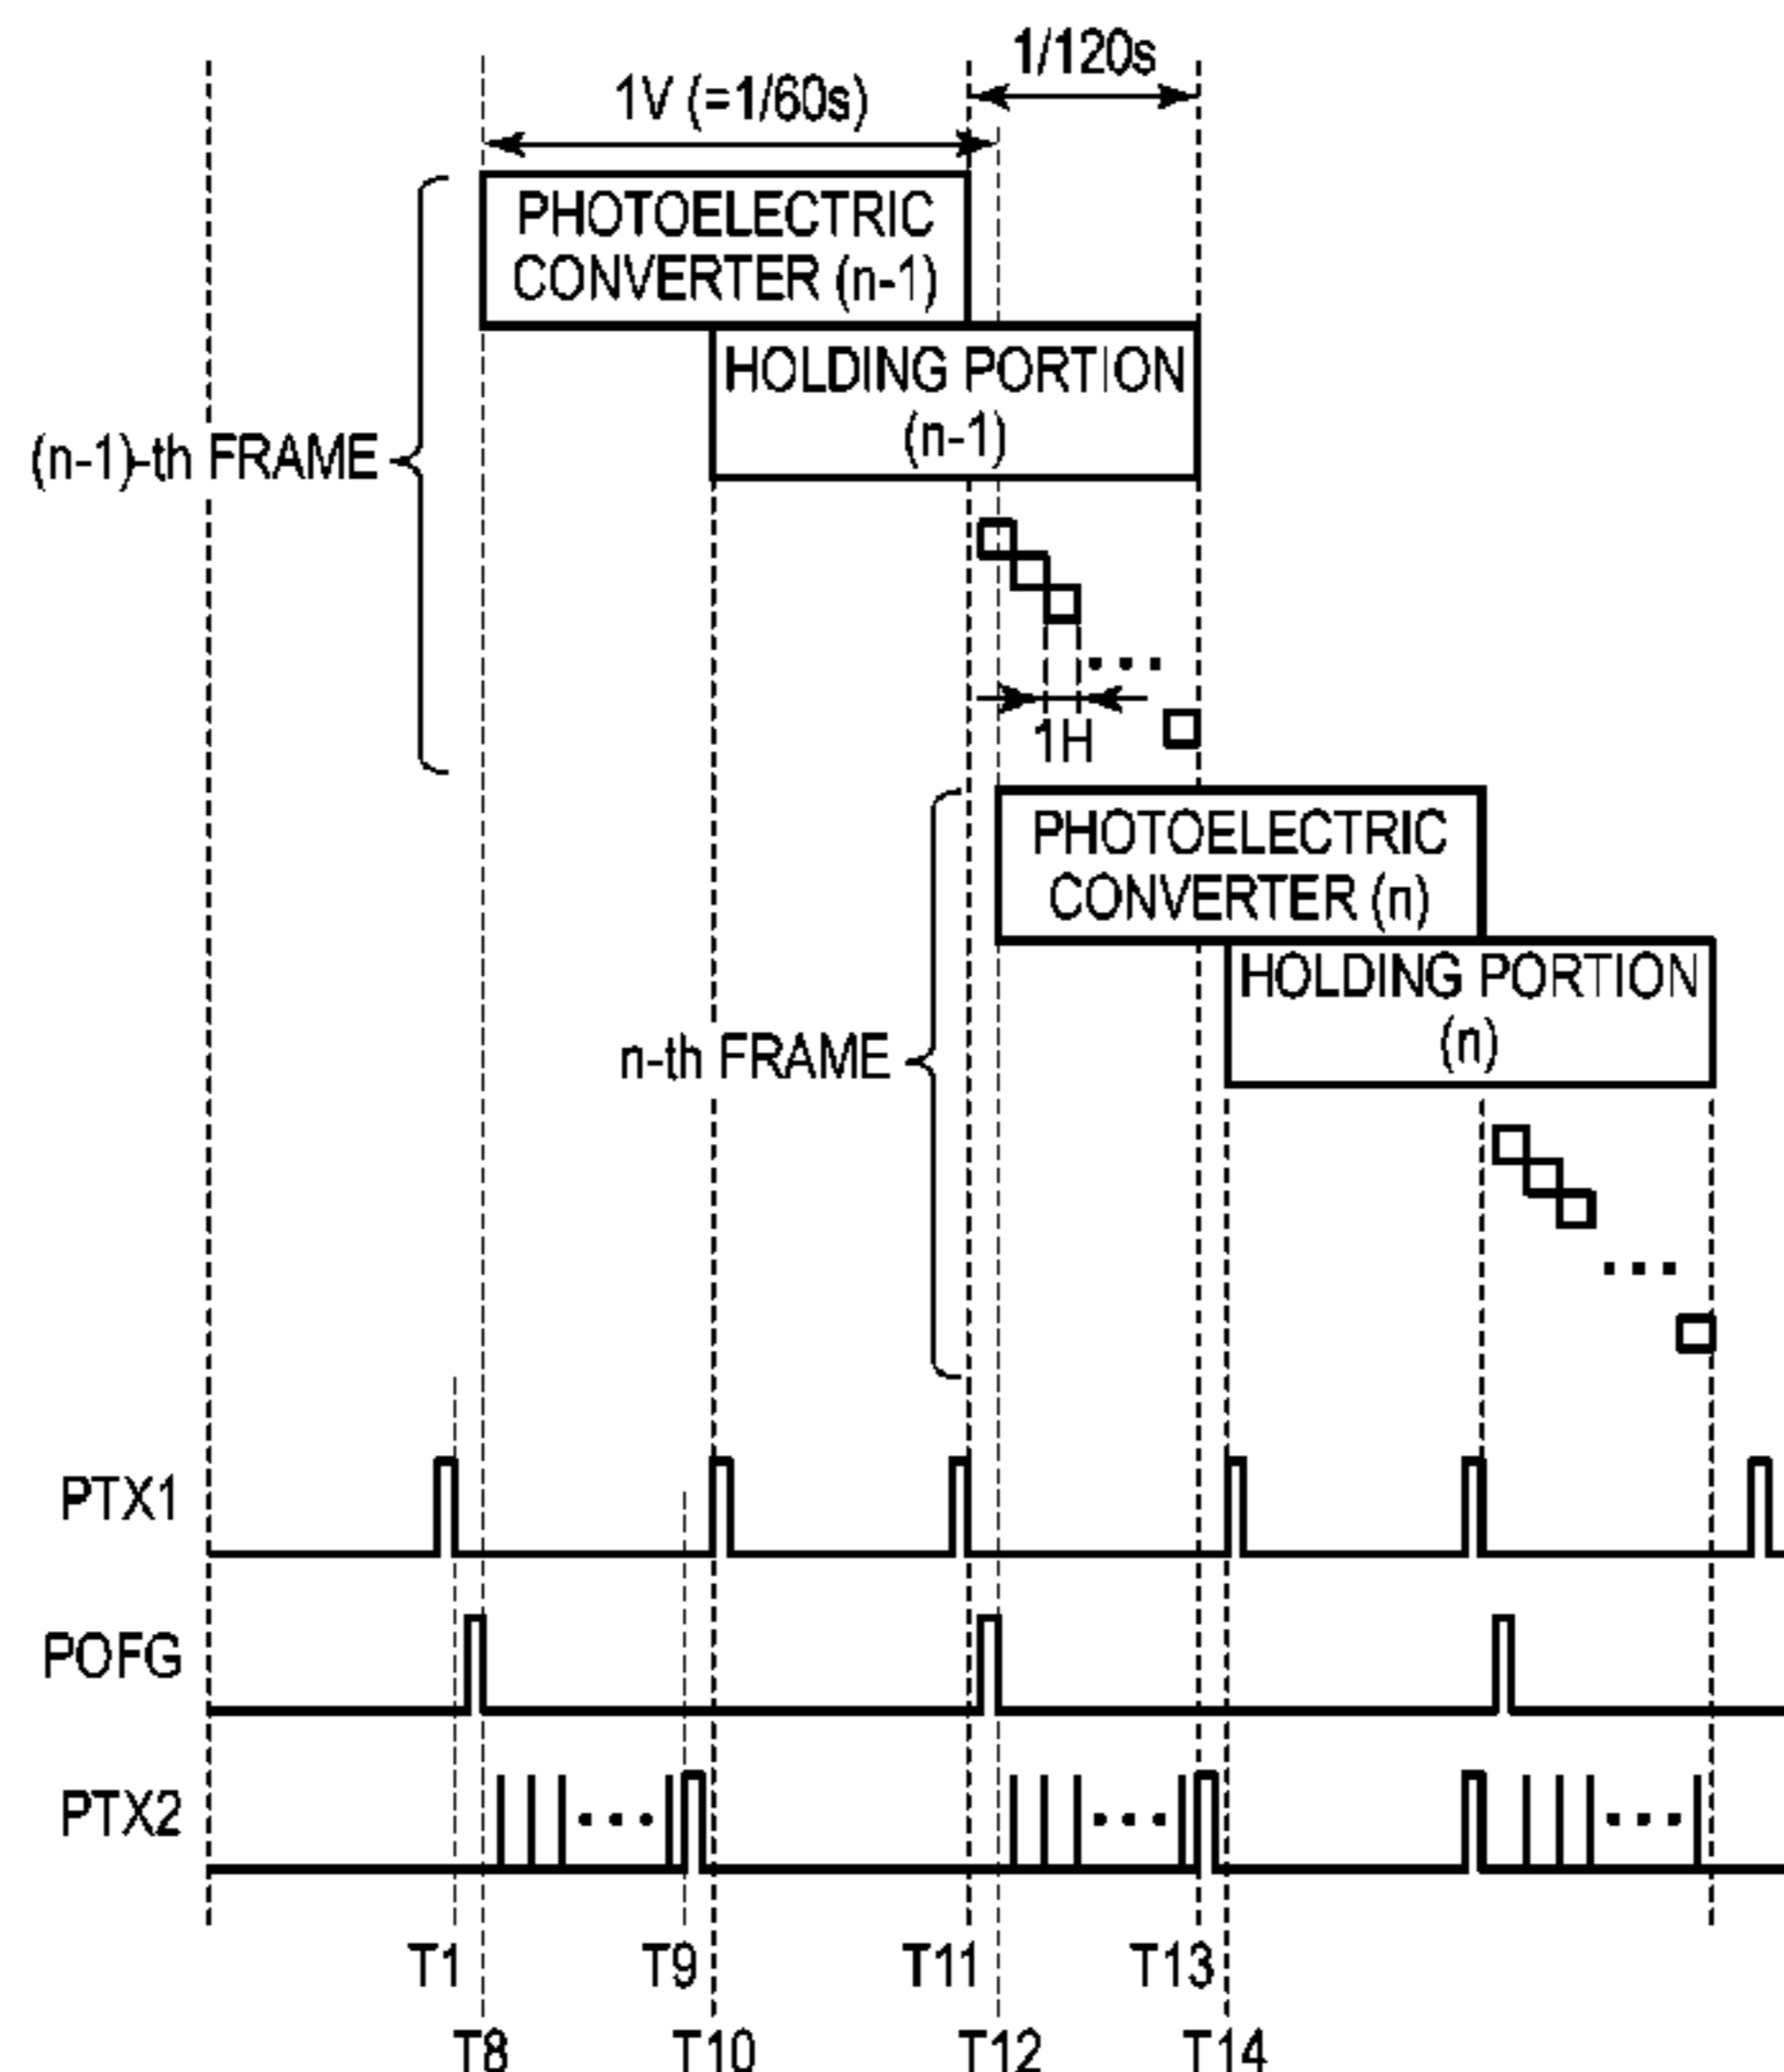 1/120s
1V (=1/60s)
PHOTOELECTRIC
CONVERTER (n-1)
HOLDING PORTION
(n-1)
(n-1)-th FRAME
1H
PHOTOELECTRIC
CONVERTER (n)
HOLDING PORTION
(n)
n-th FRAME
PTX1
POFG
PTX2
T1 T9 T11 T13
T8 T10 T12 T14